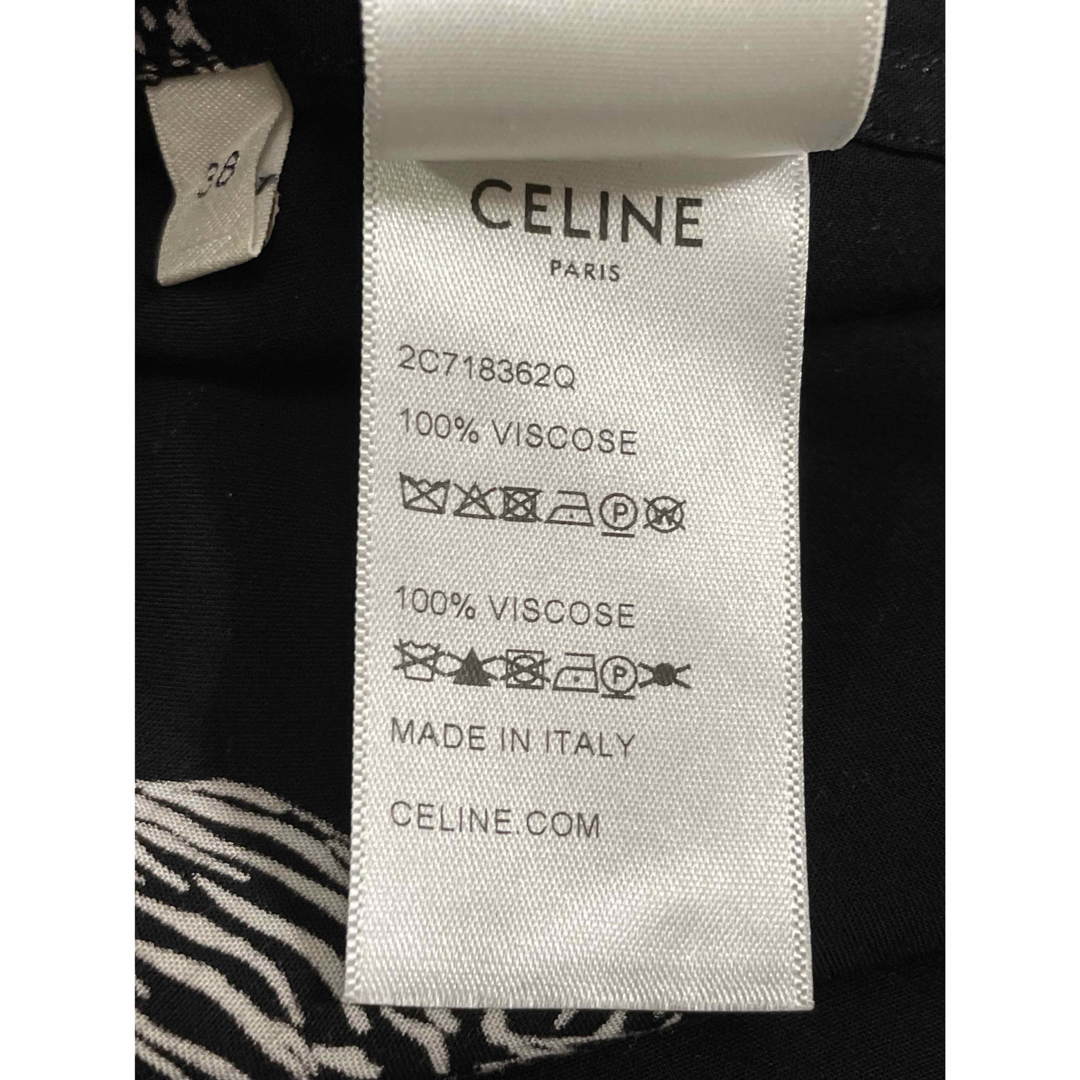 38
CELINE
PARIS
2C718362Q
100% VISCOSE
P W
100% VISCOSE
P
MADE IN ITALY
CELINE.COM